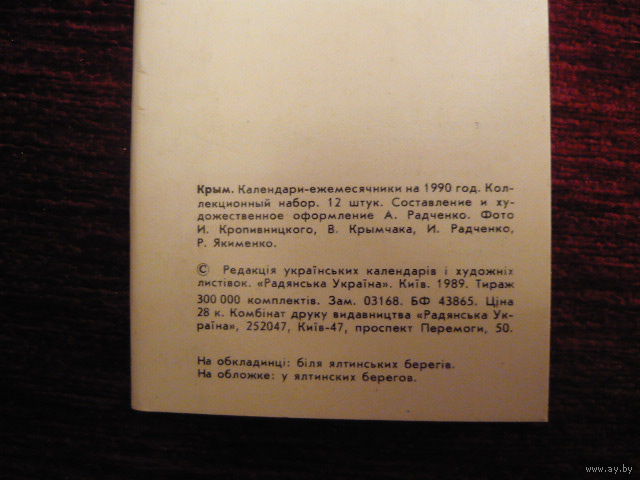 Крым. Календари-ежемесячники на 1990 год. Кол-
лекционный набор. 12 штук. Составление и ху-
дожественное оформление А. Радченко. Фото
И. Кропивницкого, В. Крымчака, И. Радченко,
Р. Якименко.
© Редакція українських календарів і художніх
листівок. «Радянська Україна». Київ. 1989. Тираж
300 000 комплектів. Зам. 03168. БФ 43865. Ціна
28 к. Комбінат друку видавництва «Радянська Ук-
раїна», 252047, Київ-47, проспект Перемоги, 50.
На обкладинці: біля ялтинських берегів.
На обложке: у ялтинских берегов.
www.ay.by